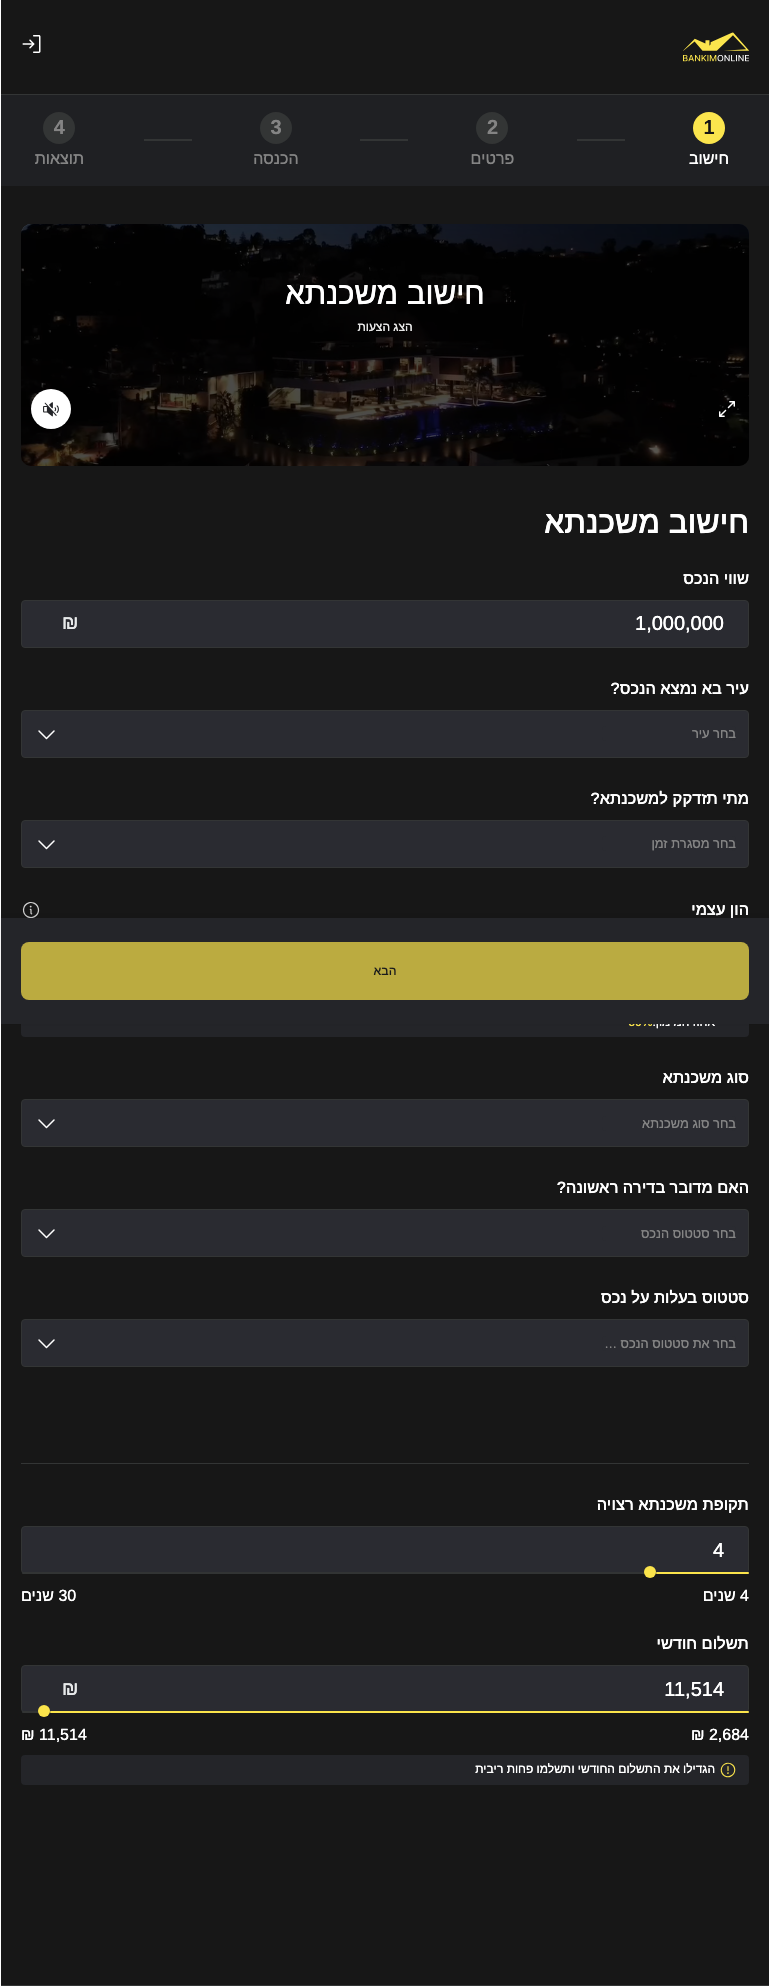 BANKIMONLINE
1
2
3
4
חישוב
פרטים
הכנסה
תוצאות
חישוב משכנתא
הצג הצעות
חישוב משכנתא
שווי הנכס
1,000,000 ₪
עיר בא נמצא הנכס?
בחר עיר
מתי תזדקק למשכנתא?
בחר מסגרת זמן
הון עצמי
הבא
סוג משכנתא
בחר סוג משכנתא
האם מדובר בדירה ראשונה?
בחר סטטוס הנכס
סטטוס בעלות על נכס
בחר את סטטוס הנכס ...
תקופת משכנתא רצויה
4
4 שנים
30 שנים
תשלום חודשי
11,514 ₪
2,684 ₪
11,514 ₪
הגדילו את התשלום החודשי ותשלמו פחות ריבית